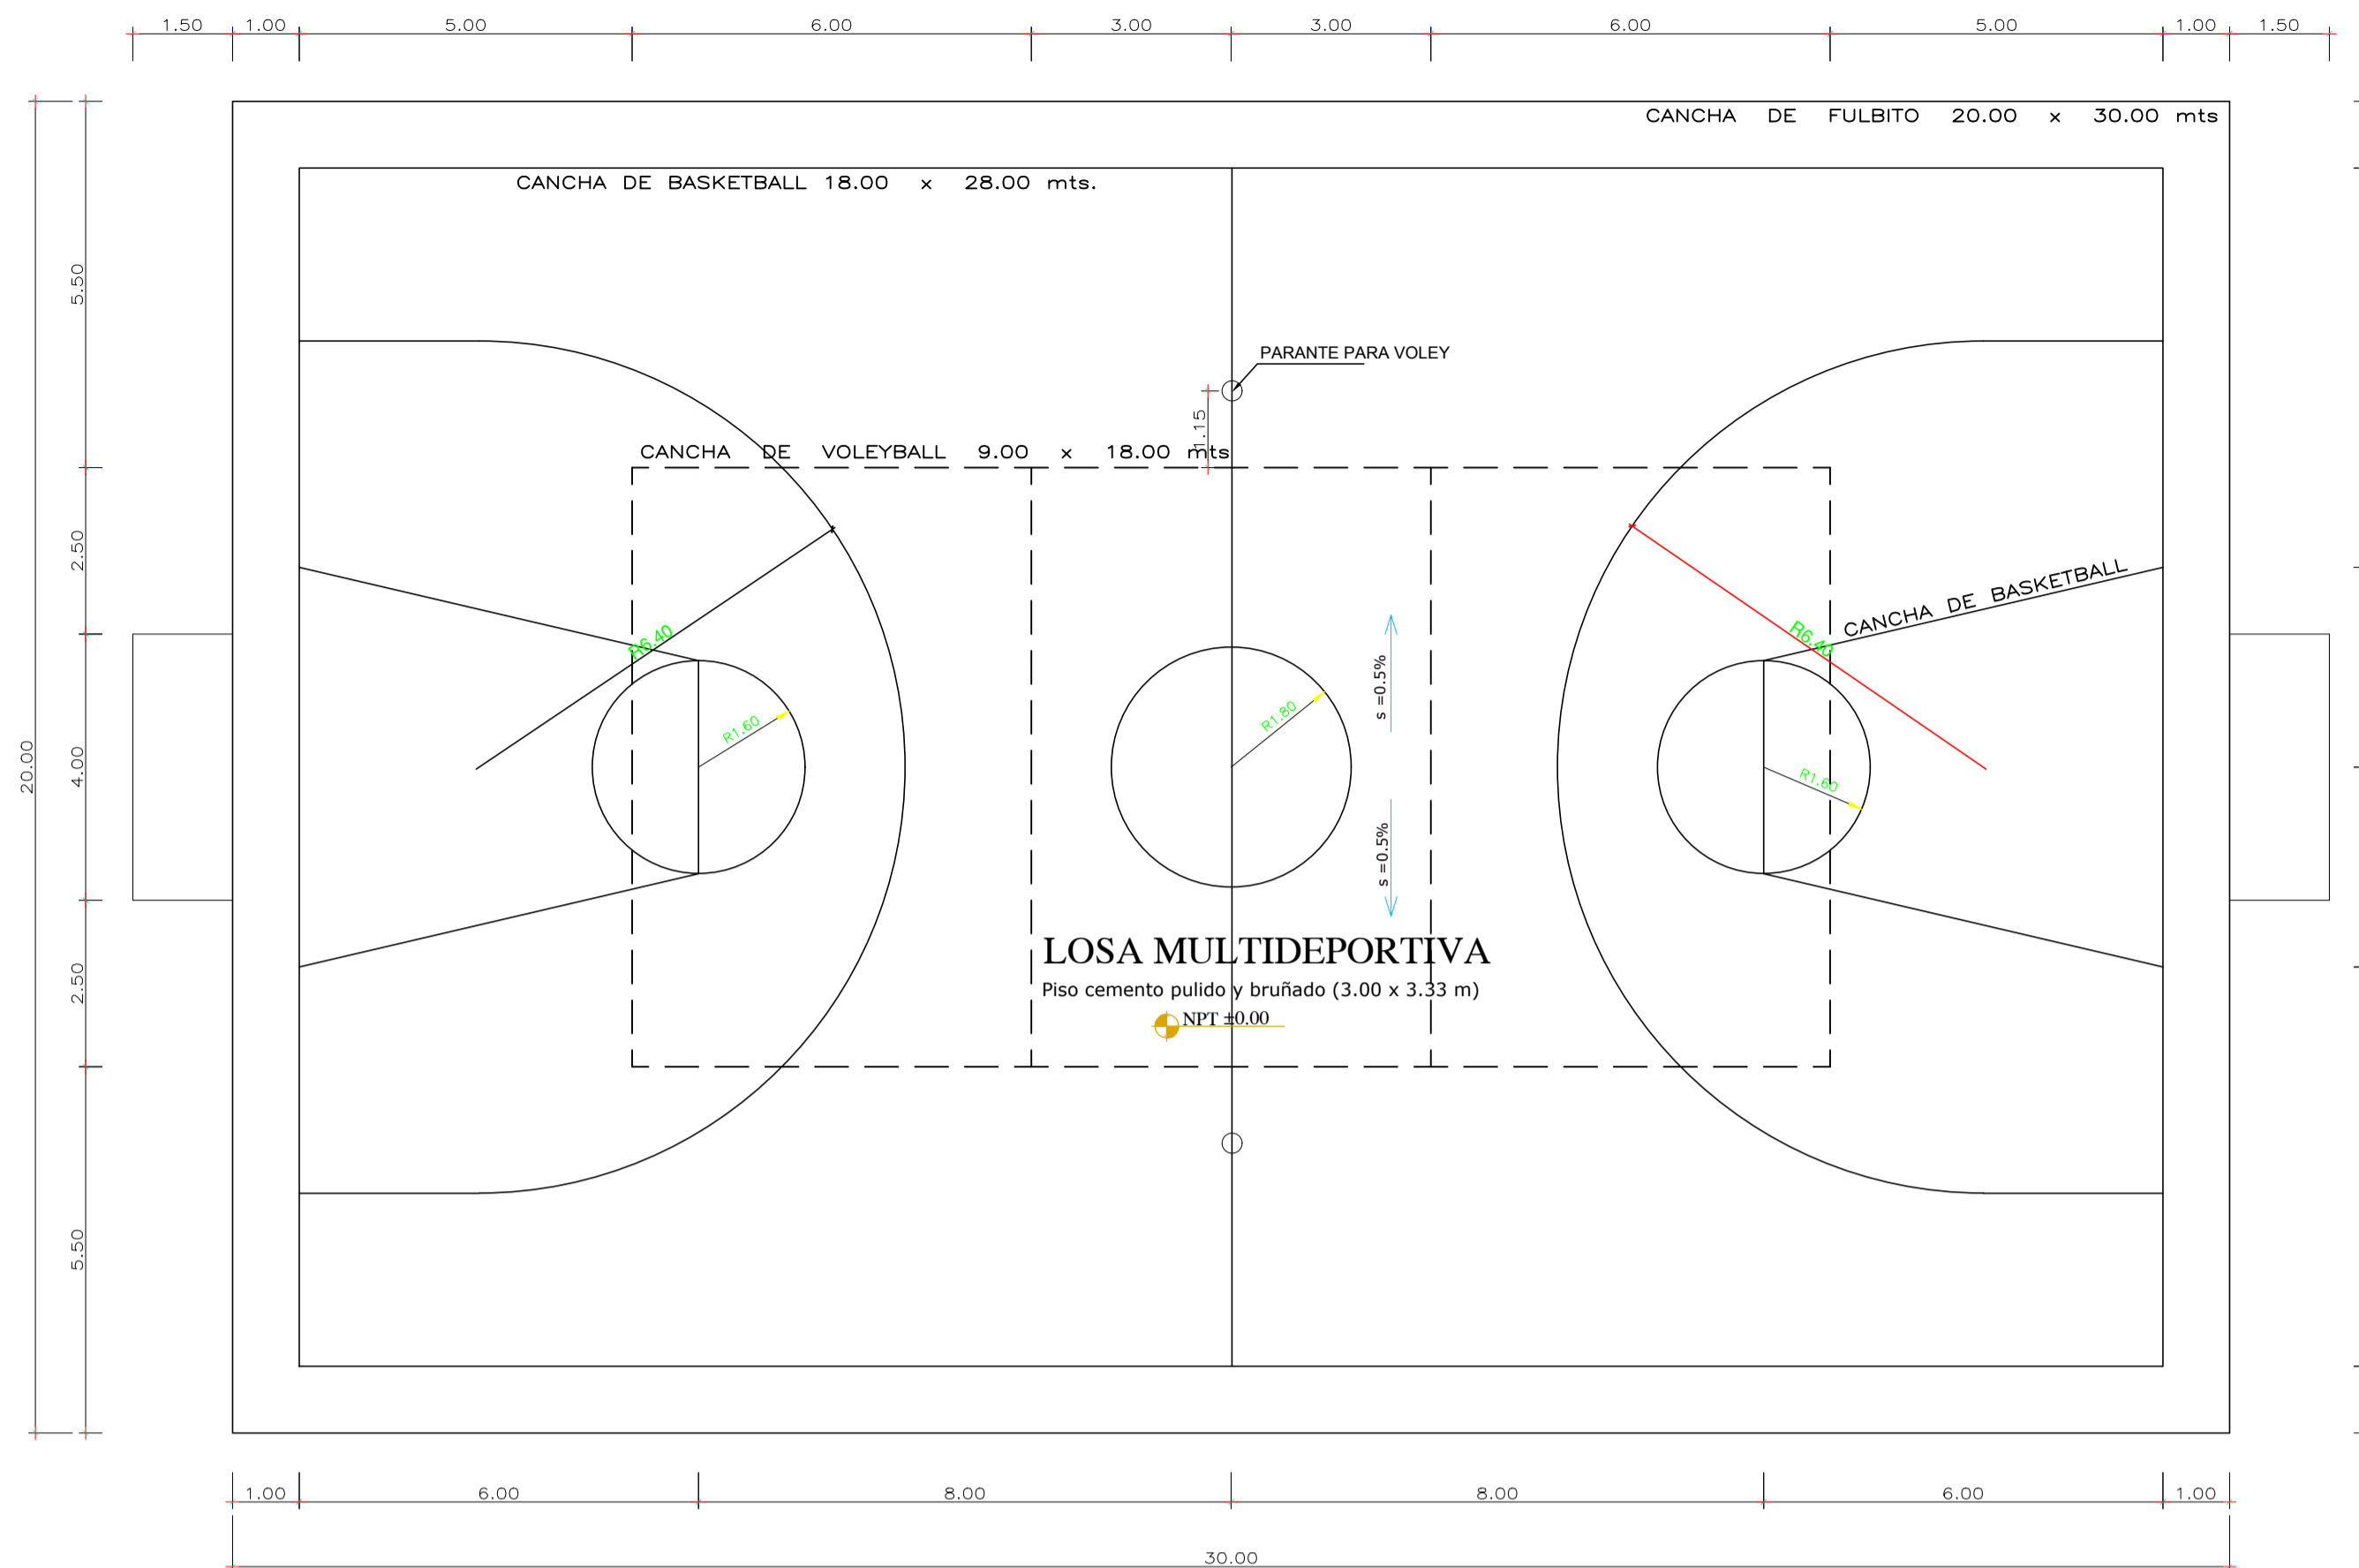 1.50 1.00 5.00 6.00 3.00 3.00 6.00 5.00 1.00 1.50
CANCHA DE FULBITO 20.00 x 30.00 mts
CANCHA DE BASKETBALL 18.00 x 28.00 mts.
5.50
PARANTE PARA VOLEY
1.15
CANCHA DE VOLEYBALL 9.00 x 18.00 mts
2.50
CANCHA DE BASKETBALL
R6.40
R6.40
s =0.5%
R1.60
R1.80
R1.60
20.00
4.00
s =0.5%
LOSA MULTIDEPORTIVA
Piso cemento pulido y bruñado (3.00 x 3.33 m)
NPT ±0.00
2.50
5.50
1.00 6.00 8.00 8.00 6.00 1.00
30.00